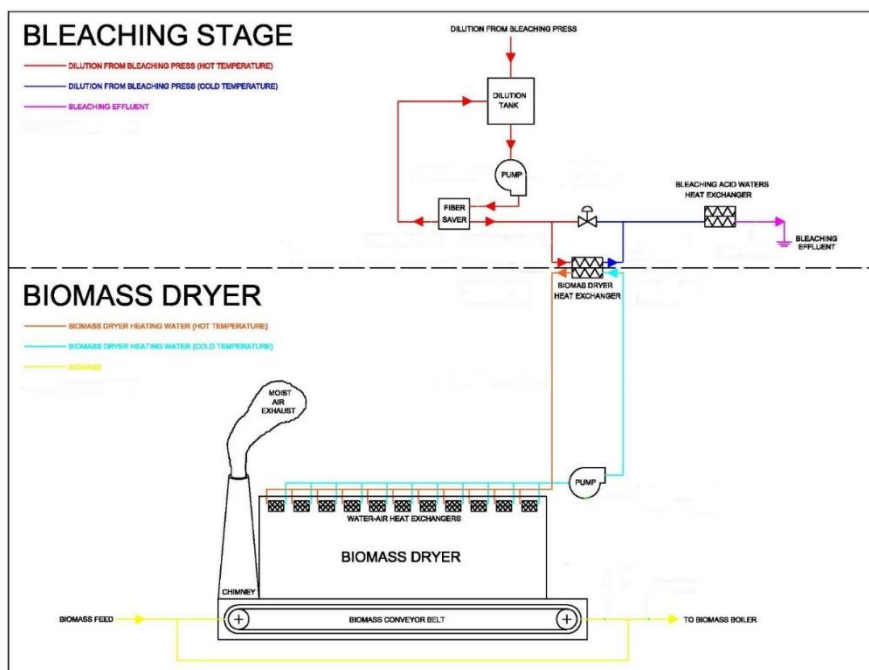 BLEACHING STAGE
DILUTION FROM BLEACHING PRESS (HOT TEMPERATURE)
DILUTION FROM BLEACHING PRESS (COLD TEMPERATURE)
BLEACHING EFFLUENT
DILUTION FROM BLEACHING PRESS
DILUTION
TANK
PUMP
FIBER
SAVER
BLEACHING ACID WATERS
HEAT EXCHANGER
BLEACHING
EFFLUENT
BIOMAS DRYER
HEAT EXCHANGER
BIOMASS DRYER
BIOMASS DRYER HEATING WATER (HOT TEMPERATURE)
BIOMASS DRYER HEATING WATER (COLD TEMPERATURE)
BIOMASS
MOIST
AIR
EXHAUST
PUMP
WATER-AIR HEAT EXCHANGERS
BIOMASS DRYER
CHIMNEY
BIOMASS FEED
BIOMASS CONVEYOR BELT
TO BIOMASS BOILER